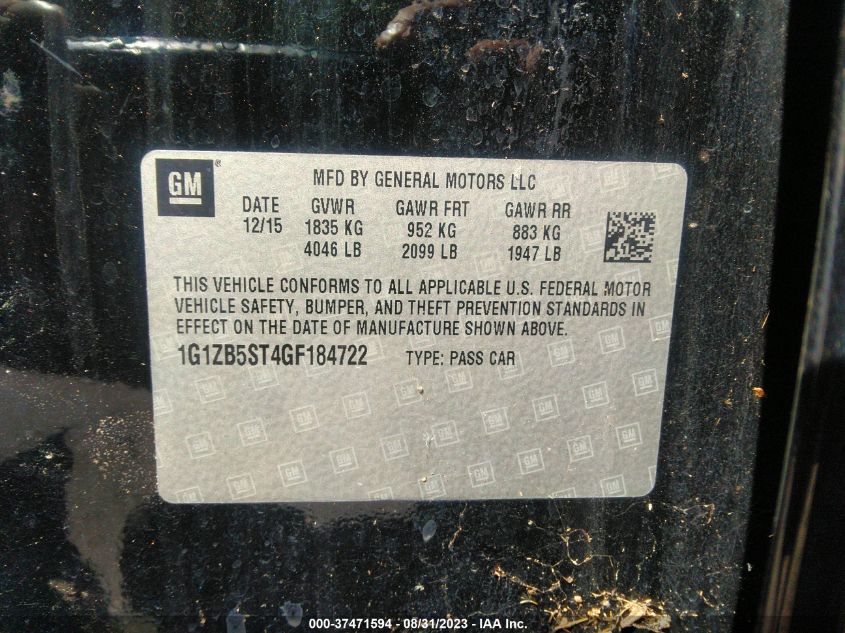 GM ®
MFD BY GENERAL MOTORS LLC
DATE GVWR GAWR FRT GAWR RR
12/15 1835 KG 952 KG 883 KG
4046 LB 2099 LB 1947 LB
THIS VEHICLE CONFORMS TO ALL APPLICABLE U.S. FEDERAL MOTOR
VEHICLE SAFETY, BUMPER, AND THEFT PREVENTION STANDARDS IN
EFFECT ON THE DATE OF MANUFACTURE SHOWN ABOVE.
1G1ZB5ST4GF184722 TYPE: PASS CAR
000-37471594 - 08/31/2023 - IAA Inc.